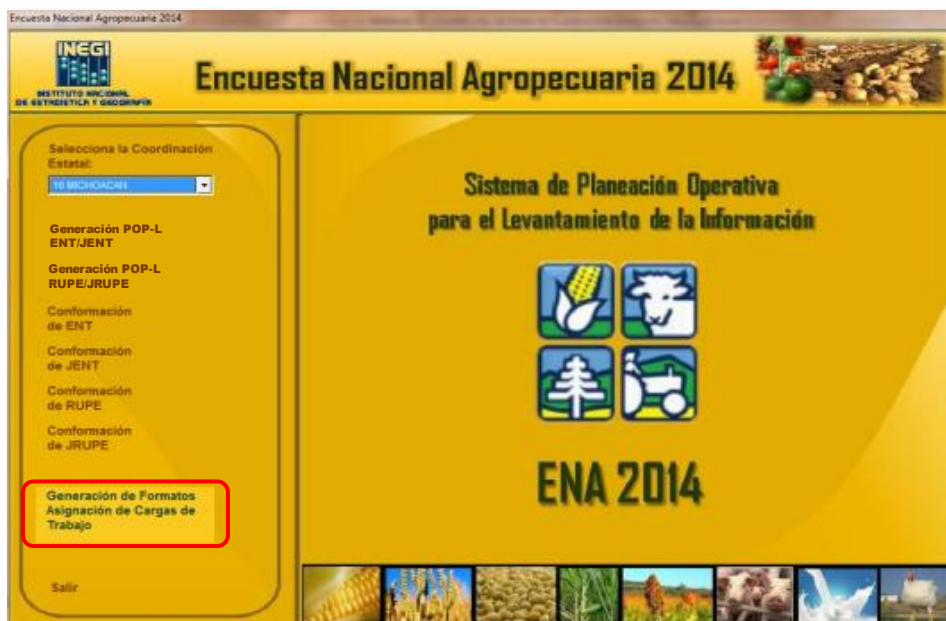 Encuesta Nacional Agropecuaria 2014
INEGI
INSTITUTO NACIONAL
DE ESTADISTICA Y GEOGRAFÍA
Encuesta Nacional Agropecuaria 2014
Selecciona la Coordinación
Estatal:
16 MICHOACAN
Generación POP-L
ENT/JENT
Generación POP-L
RUPE/JRUPE
Conformación
de ENT
Conformación
de JENT
Conformación
de RUPE
Conformación
de JRUPE
Generación de Formatos
Asignación de Cargas de
Trabajo
Salir
Sistema de Planeación Operativa
para el Levantamiento de la Información
ENA 2014